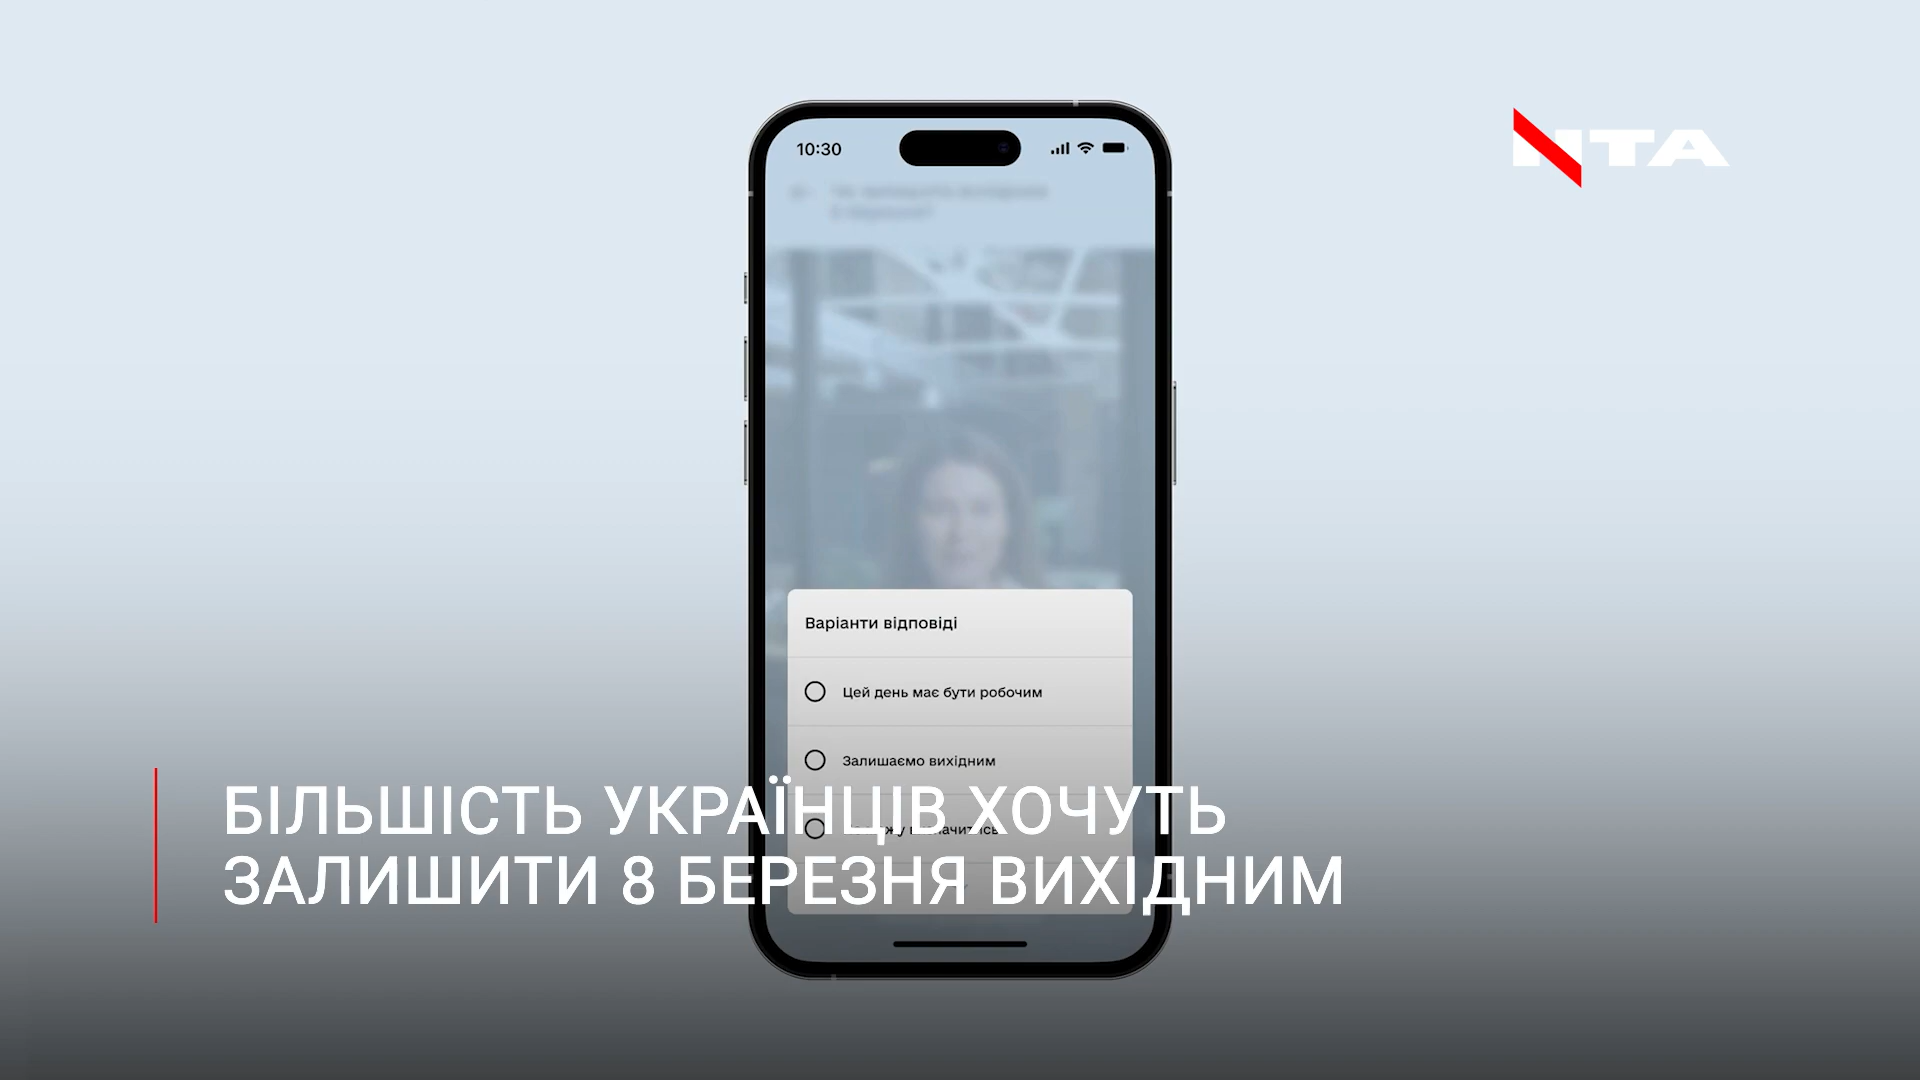 NTA
10:30
Варіанти відповіді
Цей день має бути робочим
Залишаємо вихідним
БІЛЬШІСТЬ УКРАЇНЦІВ ХОЧУТЬ
ЗАЛИШИТИ 8 БЕРЕЗНЯ ВИХІДНИМ